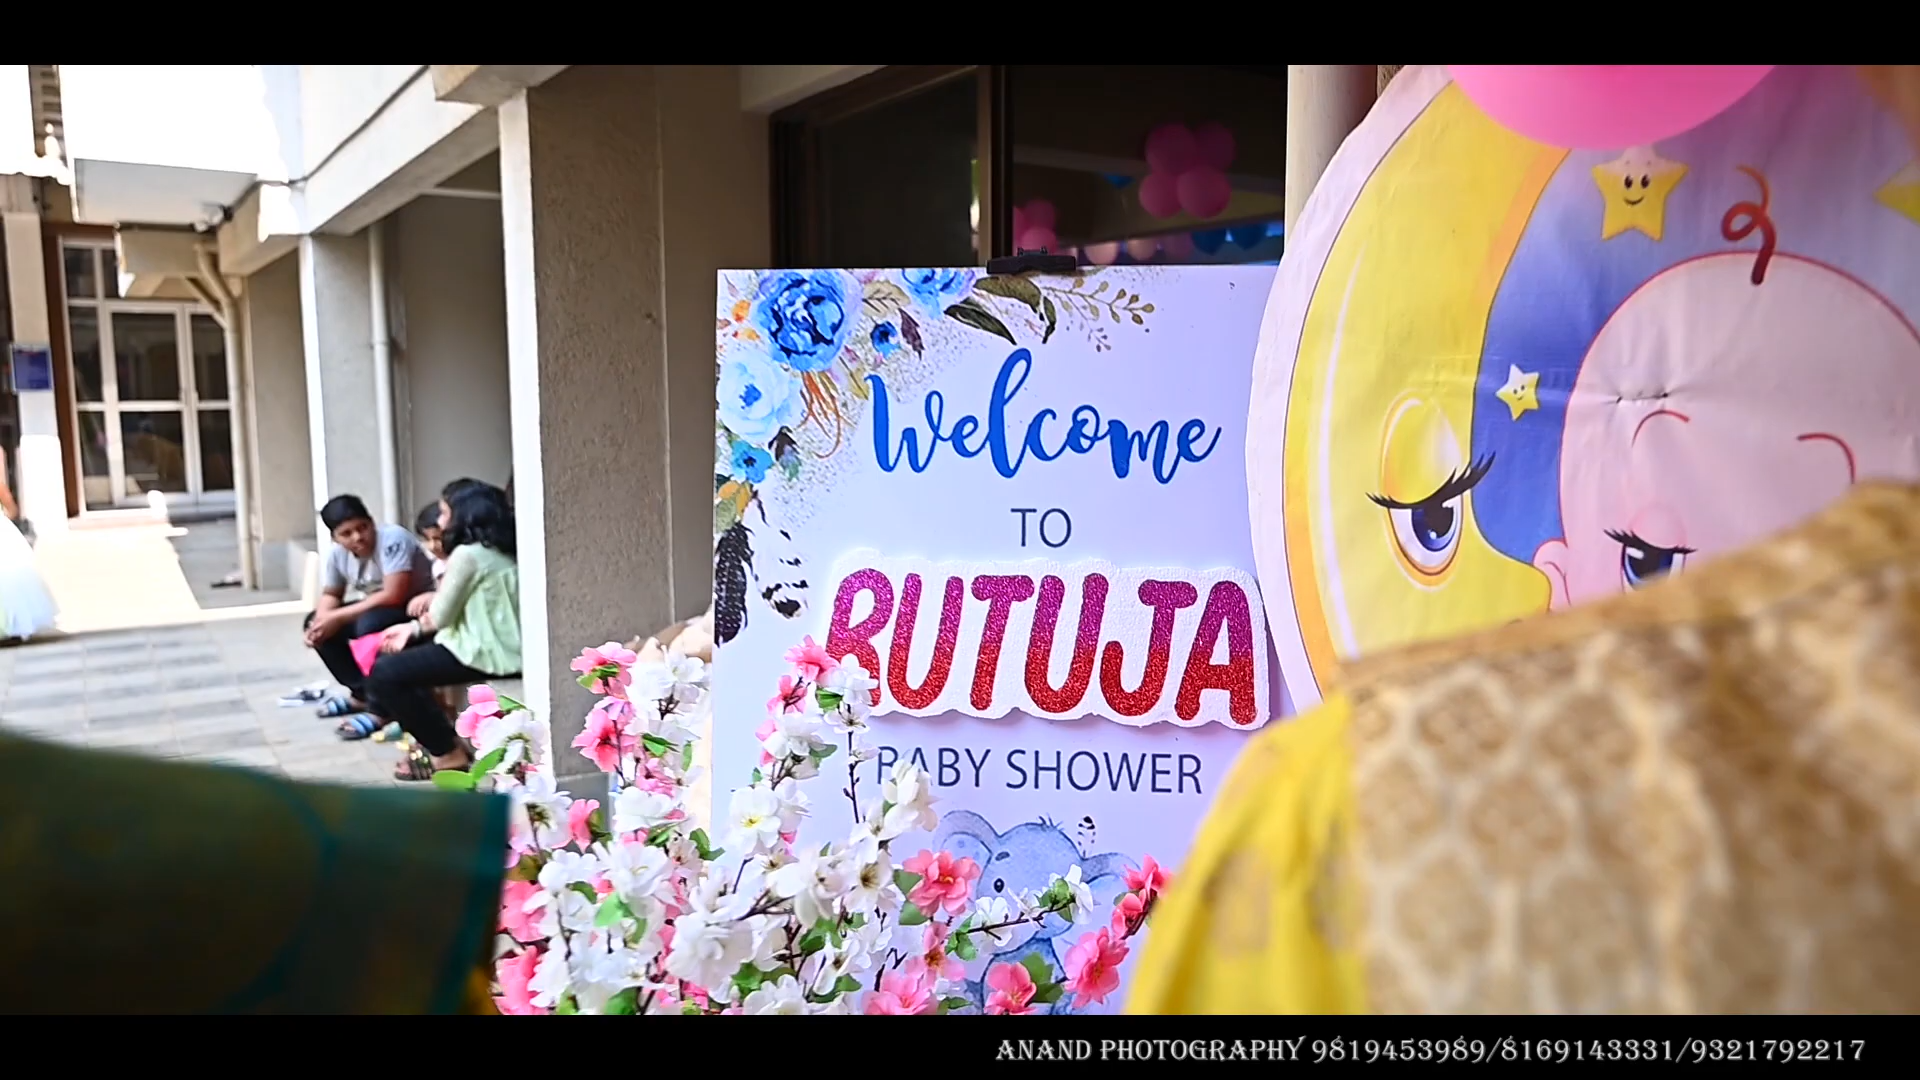 Welcome
TO
RUTUJA
BABY SHOWER
ANAND PHOTOGRAPHY 9819453989/8169143331/9321792217